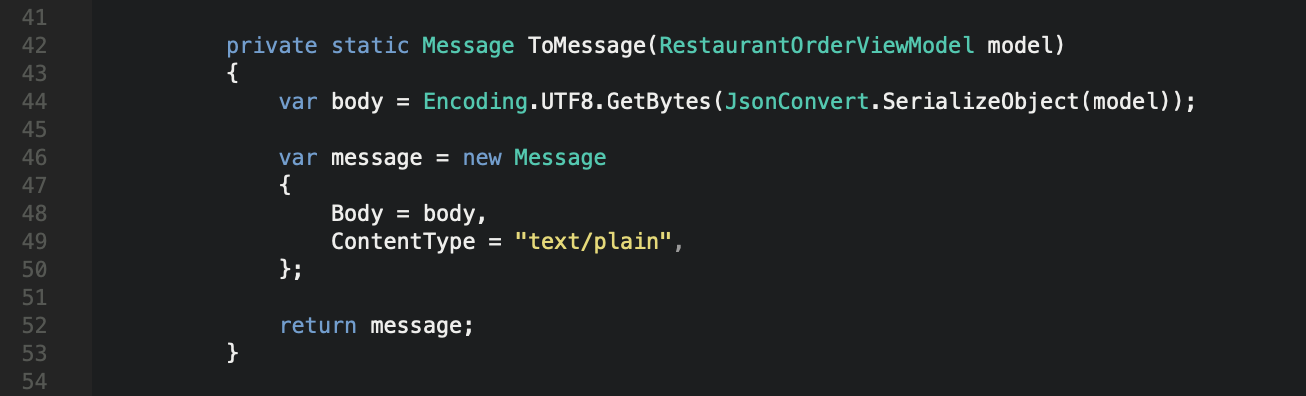 41
42 private static Message ToMessage(RestaurantOrderViewModel model)
43 {
44 var body = Encoding.UTF8.GetBytes(JsonConvert.SerializeObject(model));
45
46 var message = new Message
47 {
48 Body = body,
49 ContentType = "text/plain",
50 };
51
52 return message;
53 }
54